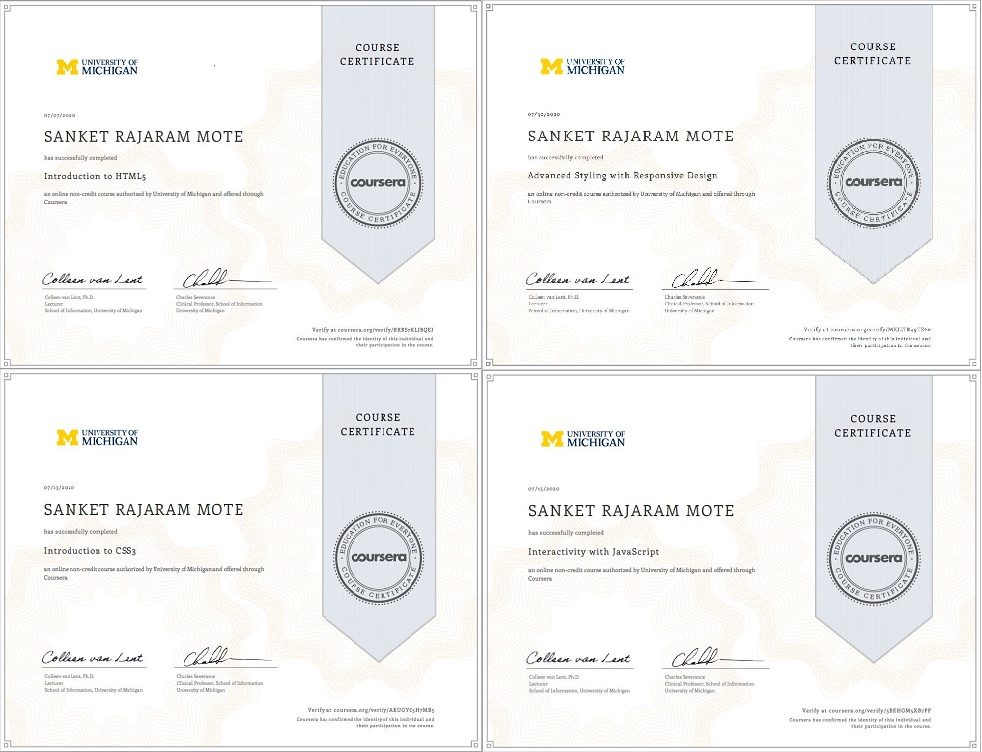 UNIVERSITY OF
MICHIGAN
COURSE
CERTIFICATE
07/07/2020
SANKET RAJARAM MOTE
has successfully completed
Introduction to HTML5
an online non-credit course authorized by University of Michigan and offered through
Coursera
EDUCATION FOR EVERYONE
coursera
COURSE CERTIFICATE
Colleen van Lent
Colleen van Lent, Ph.D.
Lecturer
School of Information, University of Michigan
Charles Severance
Clinical Professor, School of Information
University of Michigan
Verify at coursera.org/verify/
Coursera has confirmed the identity of this individual and
their participation in the course.
UNIVERSITY OF
MICHIGAN
COURSE
CERTIFICATE
07/30/2020
SANKET RAJARAM MOTE
has successfully completed
Advanced Styling with Responsive Design
an online non-credit course authorized by University of Michigan and offered through
Coursera
EDUCATION FOR EVERYONE
coursera
COURSE CERTIFICATE
Colleen van Lent
Colleen van Lent, Ph.D.
Lecturer
School of Information, University of Michigan
Charles Severance
Clinical Professor, School of Information
University of Michigan
Verify at coursera.org/verify/
Coursera has confirmed the identity of this individual and
their participation in the course.
UNIVERSITY OF
MICHIGAN
COURSE
CERTIFICATE
07/13/2020
SANKET RAJARAM MOTE
has successfully completed
Introduction to CSS3
an online non-credit course authorized by University of Michigan and offered through
Coursera
EDUCATION FOR EVERYONE
coursera
COURSE CERTIFICATE
Colleen van Lent
Colleen van Lent, Ph.D.
Lecturer
School of Information, University of Michigan
Charles Severance
Clinical Professor, School of Information
University of Michigan
Verify at coursera.org/verify/
Coursera has confirmed the identity of this individual and
their participation in the course.
UNIVERSITY OF
MICHIGAN
COURSE
CERTIFICATE
07/15/2020
SANKET RAJARAM MOTE
has successfully completed
Interactivity with JavaScript
an online non-credit course authorized by University of Michigan and offered through
Coursera
EDUCATION FOR EVERYONE
coursera
COURSE CERTIFICATE
Colleen van Lent
Colleen van Lent, Ph.D.
Lecturer
School of Information, University of Michigan
Charles Severance
Clinical Professor, School of Information
University of Michigan
Verify at coursera.org/verify/
Coursera has confirmed the identity of this individual and
their participation in the course.